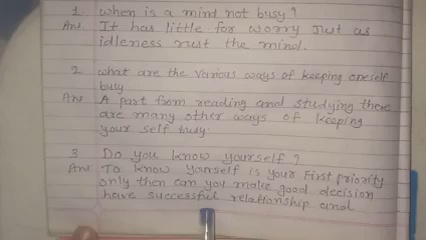 1 when is a mind not busy?
Ans. It has little for worry Just as
idleness rust the mind.
2 what are the various ways of keeping oneself
busy
Ans A part from reading and studying there
are many other ways of keeping
your self busy
3 Do you know yourself?
Ans To know yourself is your First priority
only then can you make good decision
have successful relationship and